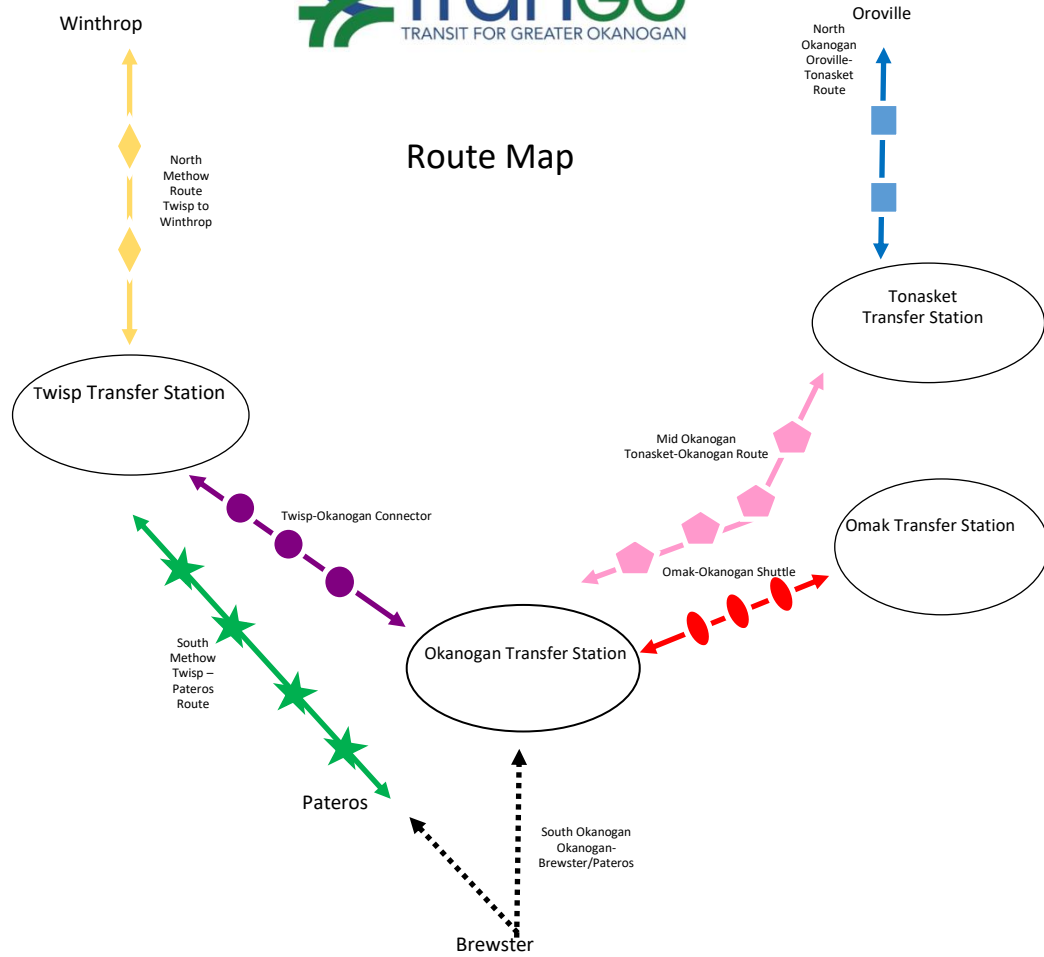 TranGO
TRANSIT FOR GREATER OKANOGAN
Winthrop
Oroville
North
Okanogan
Oroville-
Tonasket
Route
Route Map
North
Methow
Route
Twisp to
Winthrop
Tonasket
Transfer Station
Twisp Transfer Station
Mid Okanogan
Tonasket-Okanogan Route
Twisp-Okanogan Connector
Omak Transfer Station
Omak-Okanogan Shuttle
Okanogan Transfer Station
South
Methow
Twisp –
Pateros
Route
Pateros
South Okanogan
Okanogan-
Brewster/Pateros
Brewster